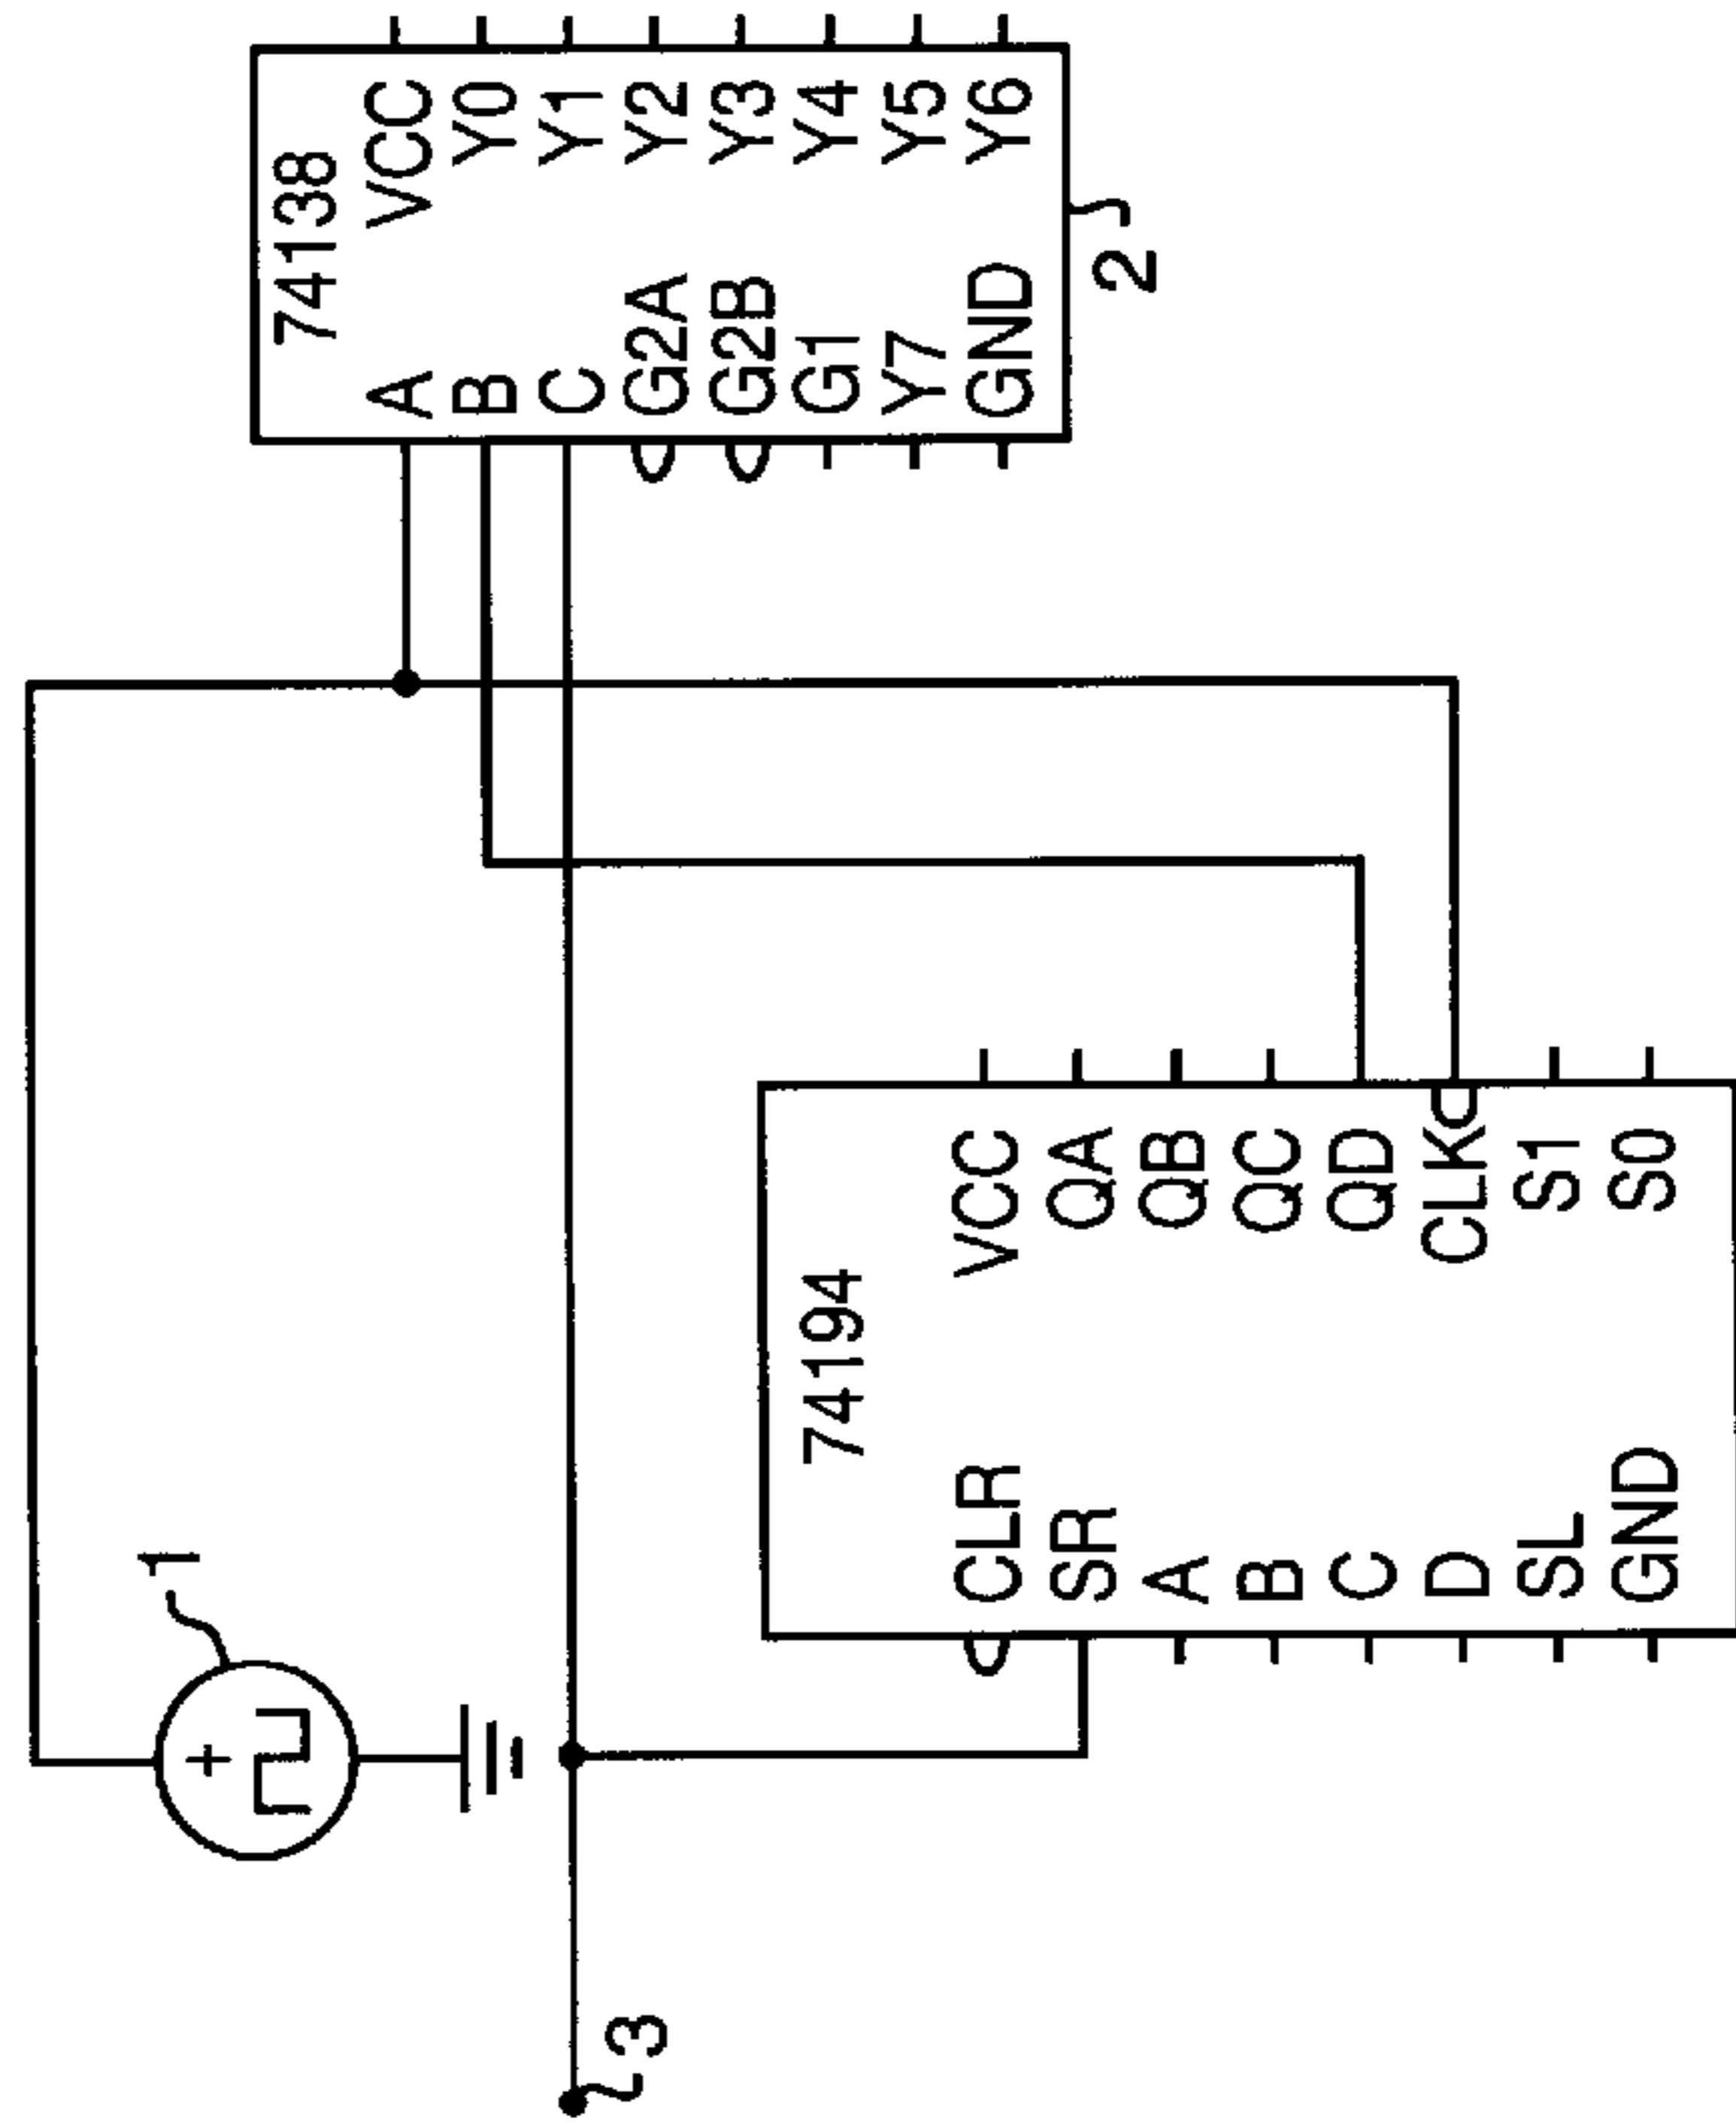 1
3
74194
CLR VCC
SR QA
A QB
B QC
C QD
D CLK
SL S1
GND S0
74138
A VCC
B Y0
C Y1
G2A Y2
G2B Y3
G1 Y4
Y7 Y5
GND Y6
2